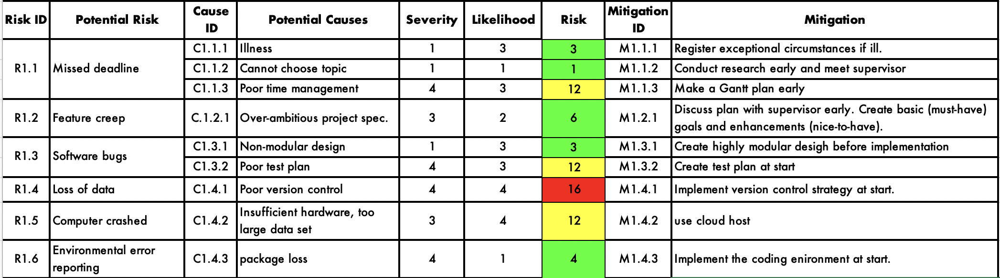 Risk ID Potential Risk Cause ID Potential Causes Severity Likelihood Risk Mitigation ID Mitigation
R1.1 Missed deadline C1.1.1 Illness 1 3 3 M1.1.1 Register exceptional circumstances if ill.
C1.1.2 Cannot choose topic 1 1 1 M1.1.2 Conduct research early and meet supervisor
C1.1.3 Poor time management 4 3 12 M1.1.3 Make a Gantt plan early
R1.2 Feature creep C.1.2.1 Over-ambitious project spec. 3 2 6 M1.2.1 Discuss plan with supervisor early. Create basic (must-have)
goals and enhancements (nice-to-have).
R1.3 Software bugs C1.3.1 Non-modular design 1 3 3 M1.3.1 Create highly modular desigh before implementation
C1.3.2 Poor test plan 4 3 12 M1.3.2 Create test plan at start
R1.4 Loss of data C1.4.1 Poor version control 4 4 16 M1.4.1 Implement version control strategy at start.
R1.5 Computer crashed C1.4.2 Insufficient hardware, too
large data set 3 4 12 M1.4.2 use cloud host
R1.6 Environmental error
reporting C1.4.3 package loss 4 1 4 M1.4.3 Implement the coding enironment at start.